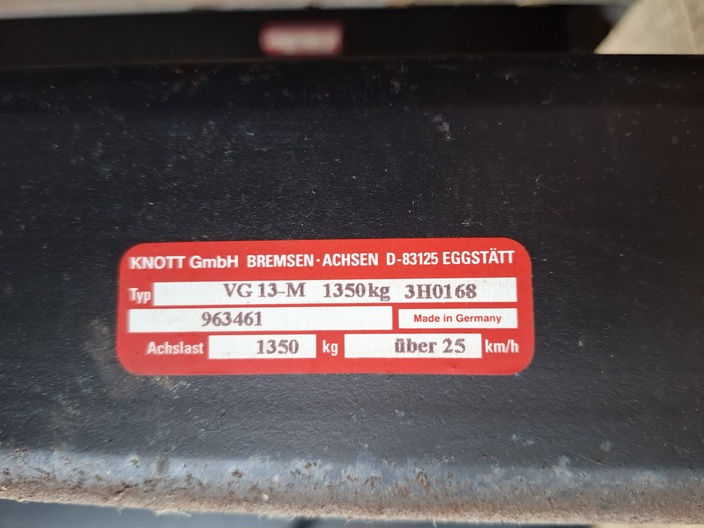 KNOTT GmbH BREMSEN·ACHSEN D-83125 EGGSTÄTT
Typ VG 13-M 1350kg 3H0168
963461 Made in Germany
Achslast 1350 kg über 25 km/h